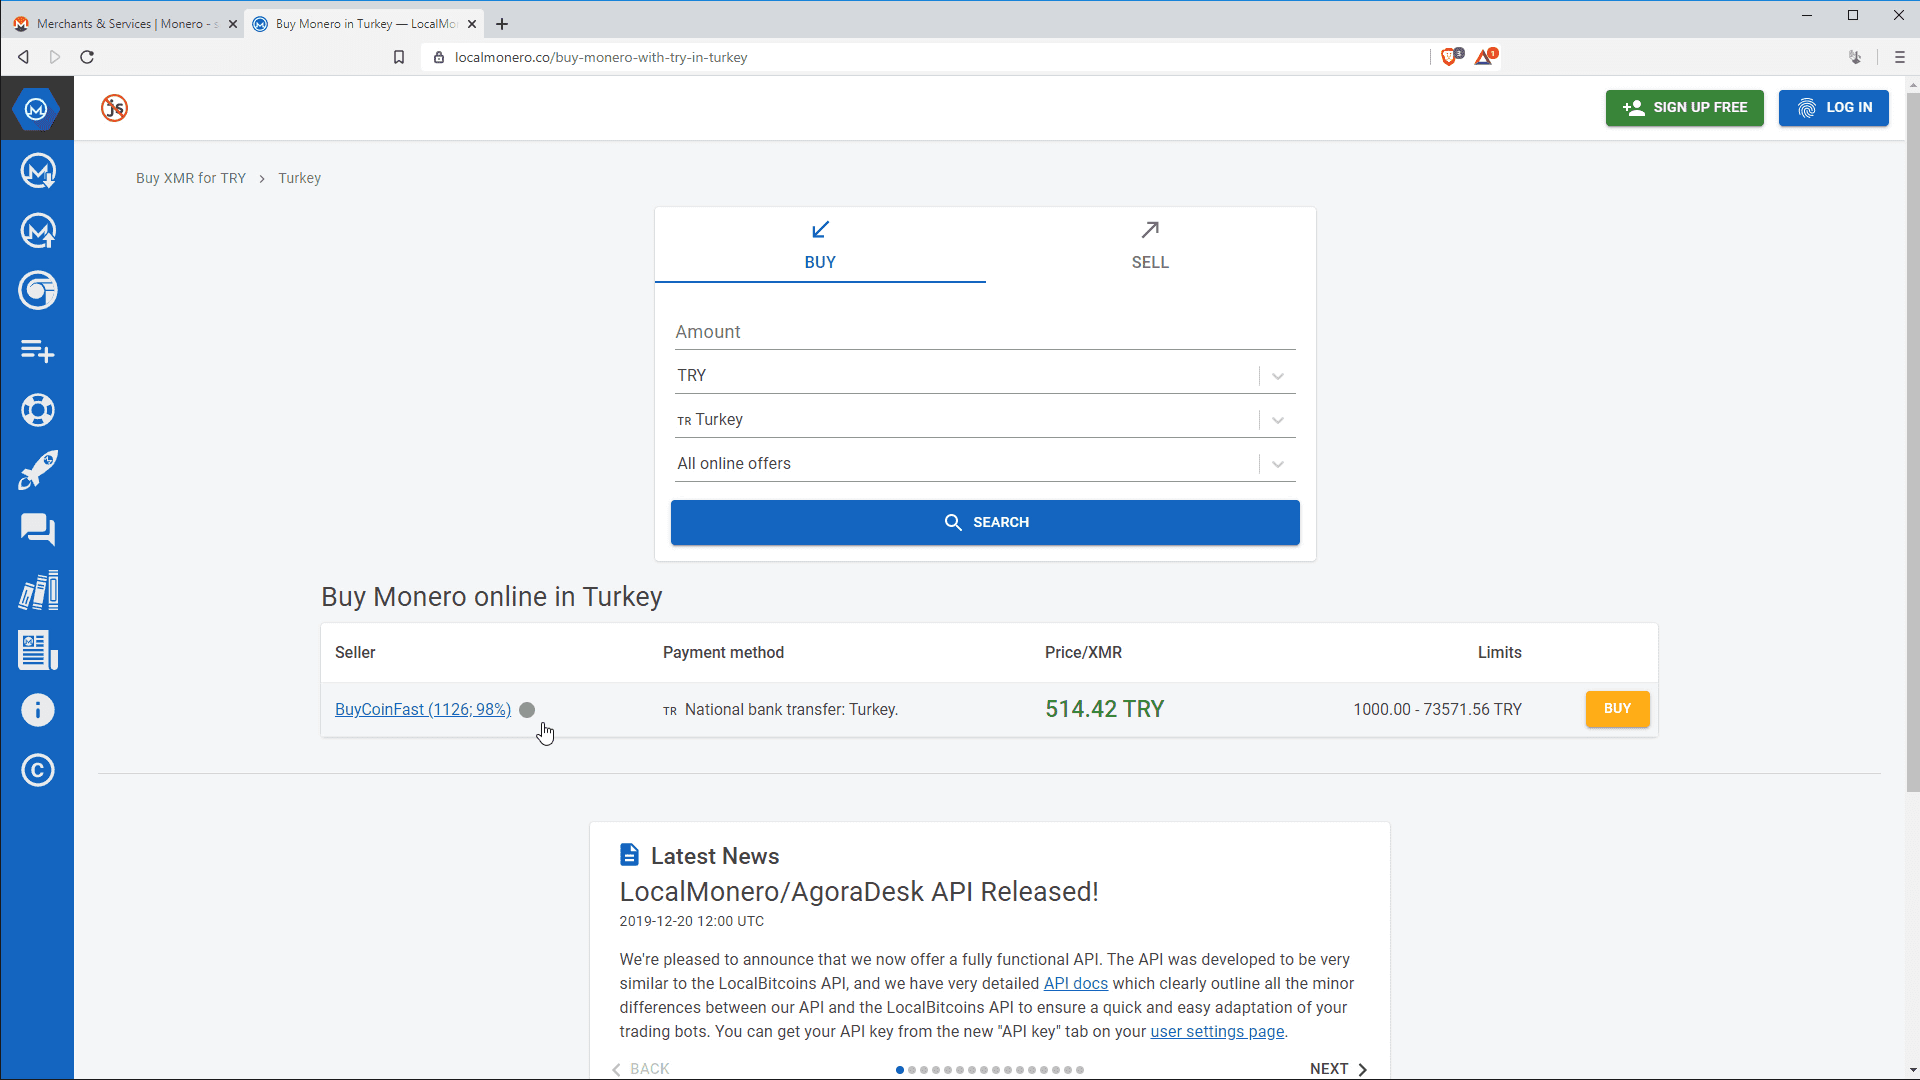 Merchants & Services | Monero - s
Buy Monero in Turkey — LocalMo
localmonero.co/buy-monero-with-try-in-turkey
3
1
js
SIGN UP FREE
LOG IN
Buy XMR for TRY > Turkey
BUY
SELL
Amount
TRY
TR Turkey
All online offers
SEARCH
Buy Monero online in Turkey
Seller Payment method Price/XMR Limits
BuyCoinFast (1126; 98%) TR National bank transfer: Turkey. 514.42 TRY 1000.00 - 73571.56 TRY BUY
Latest News
LocalMonero/AgoraDesk API Released!
2019-12-20 12:00 UTC
We're pleased to announce that we now offer a fully functional API. The API was developed to be very
similar to the LocalBitcoins API, and we have very detailed API docs which clearly outline all the minor
differences between our API and the LocalBitcoins API to ensure a quick and easy adaptation of your
trading bots. You can get your API key from the new "API key" tab on your user settings page.
BACK
NEXT